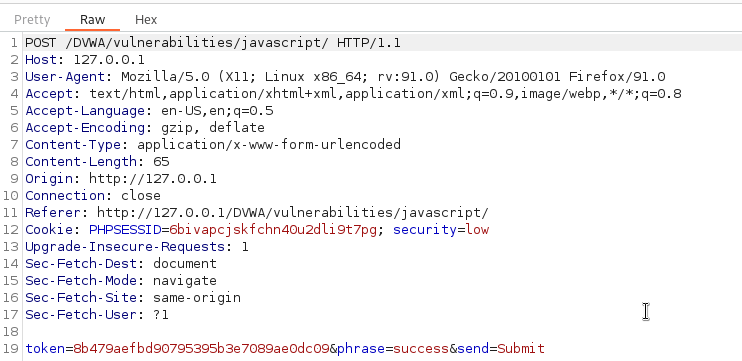 Pretty Raw Hex
1 POST /DVWA/vulnerabilities/javascript/ HTTP/1.1
2 Host: 127.0.0.1
3 User-Agent: Mozilla/5.0 (X11; Linux x86_64; rv:91.0) Gecko/20100101 Firefox/91.0
4 Accept: text/html,application/xhtml+xml,application/xml;q=0.9,image/webp,*/*;q=0.8
5 Accept-Language: en-US,en;q=0.5
6 Accept-Encoding: gzip, deflate
7 Content-Type: application/x-www-form-urlencoded
8 Content-Length: 65
9 Origin: http://127.0.0.1
10 Connection: close
11 Referer: http://127.0.0.1/DVWA/vulnerabilities/javascript/
12 Cookie: PHPSESSID=6bivapcjskfchn40u2dli9t7pg; security=low
13 Upgrade-Insecure-Requests: 1
14 Sec-Fetch-Dest: document
15 Sec-Fetch-Mode: navigate
16 Sec-Fetch-Site: same-origin
17 Sec-Fetch-User: ?1
18
19 token=8b479aefbd90795395b3e7089ae0dc09&phrase=success&send=Submit